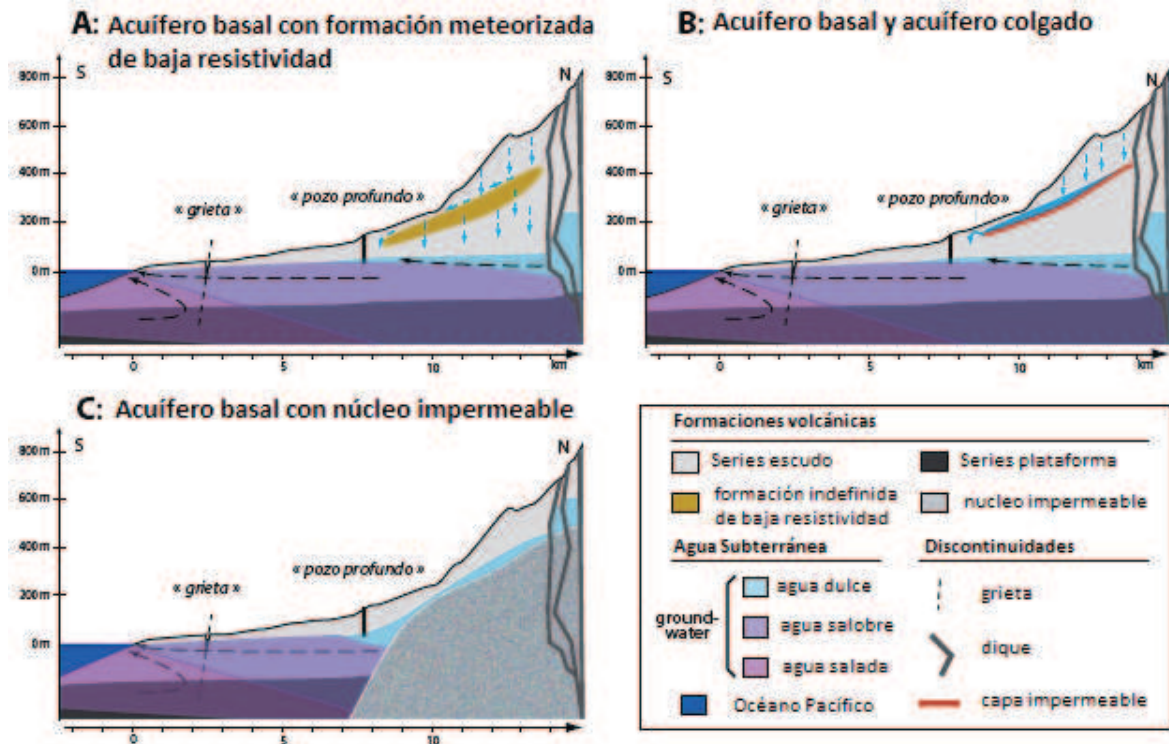 A: Acuífero basal con formación meteorizada
de baja resistividad
800m
S
N
600m
400m
200m
0m
« grieta »
« pozo profundo »
0
5
10
km
B: Acuífero basal y acuífero colgado
800m
S
N
600m
400m
200m
0m
« grieta »
« pozo profundo »
0
5
10
km
C: Acuífero basal con núcleo impermeable
800m
S
N
600m
400m
200m
0m
« grieta »
« pozo profundo »
0
5
10
km
Formaciones volcánicas
Series escudo
Series plataforma
formación indefinida
de baja resistividad
nucleo impermeable
Agua Subterránea
Discontinuidades
ground-
water
agua dulce
agua salobre
agua salada
grieta
dique
capa impermeable
Océano Pacífico